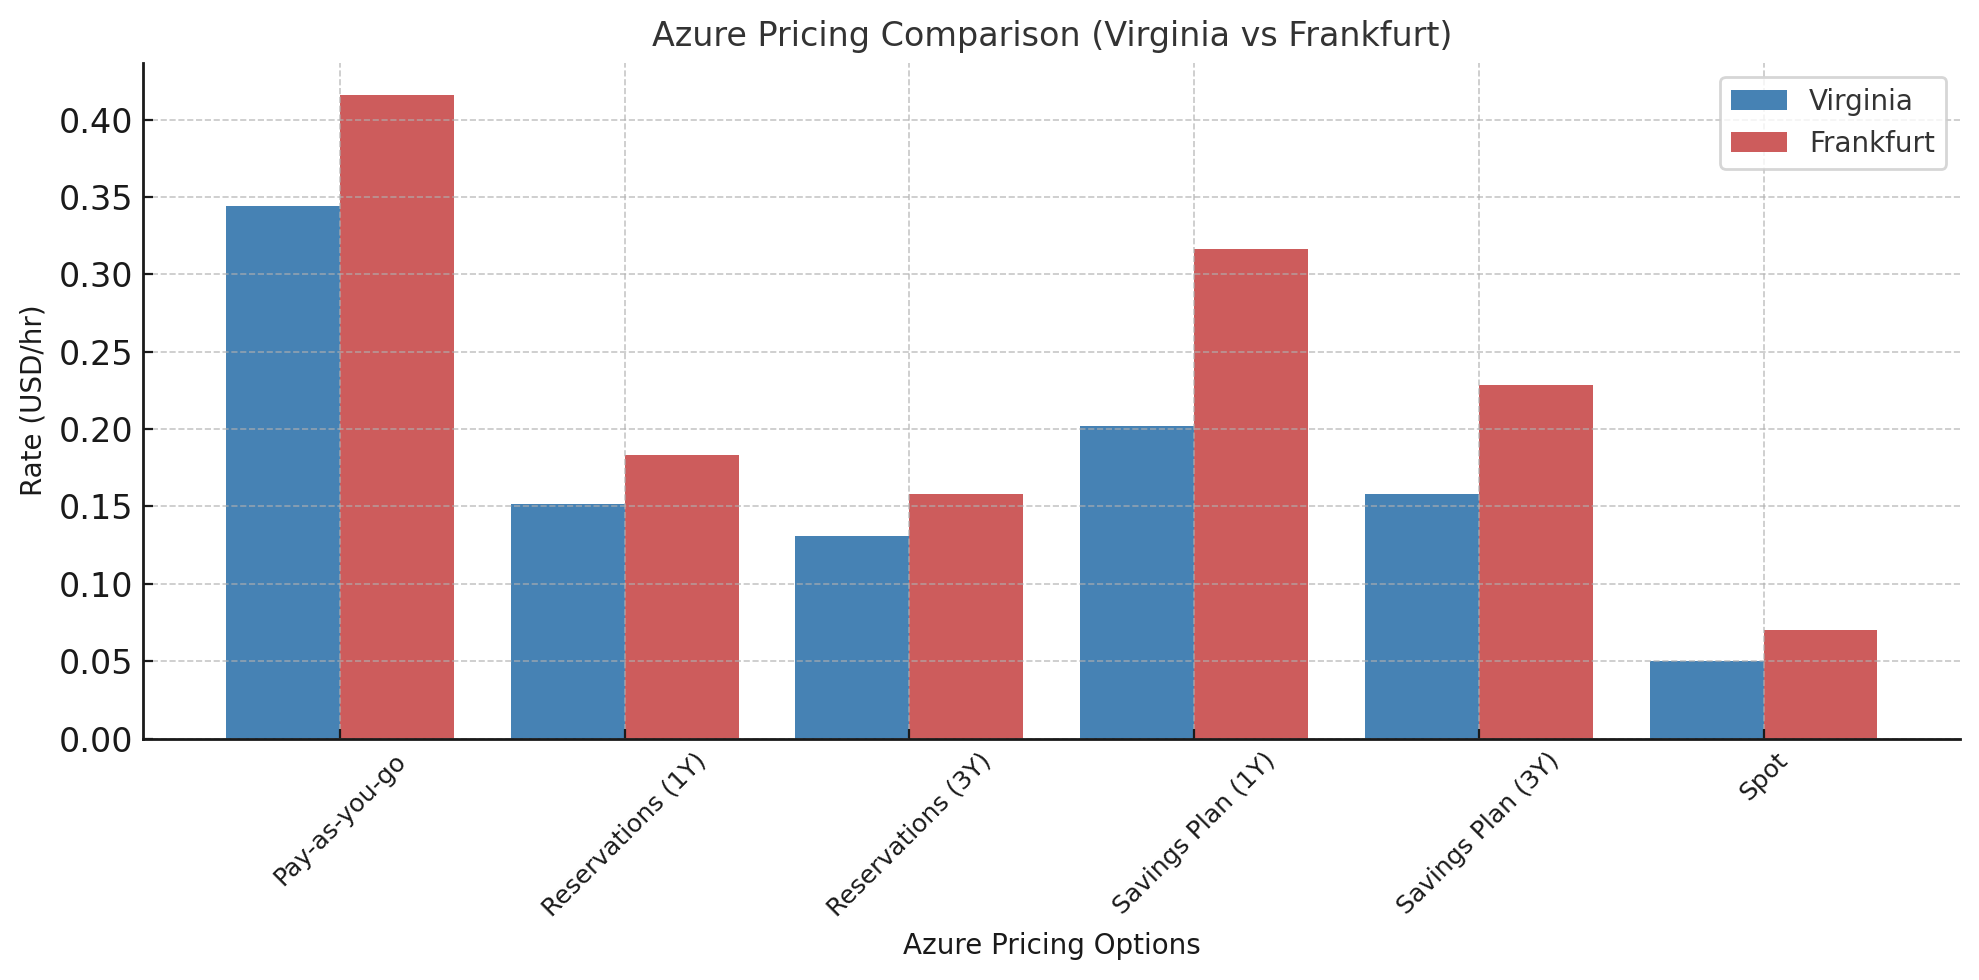 Azure Pricing Comparison (Virginia vs Frankfurt)
Virginia
Frankfurt
Rate (USD/hr)
0.40
0.35
0.30
0.25
0.20
0.15
0.10
0.05
0.00
Pay-as-you-go
Reservations (1Y)
Reservations (3Y)
Savings Plan (1Y)
Savings Plan (3Y)
Spot
Azure Pricing Options